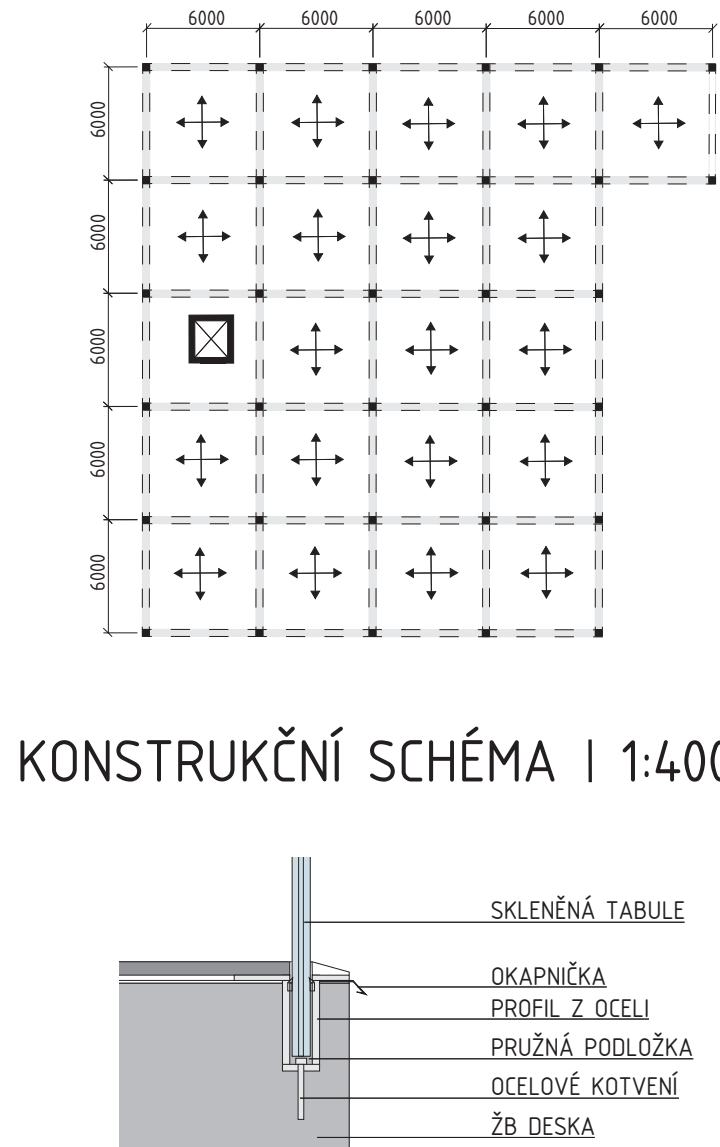 6000 6000 6000 6000 6000
6000
6000
6000
6000
6000
KONSTRUKČNÍ SCHÉMA | 1:400
SKLENĚNÁ TABULE
OKAPNIČKA
PROFIL Z OCELI
PRUŽNÁ PODLOŽKA
OCELOVÉ KOTVENÍ
ŽB DESKA